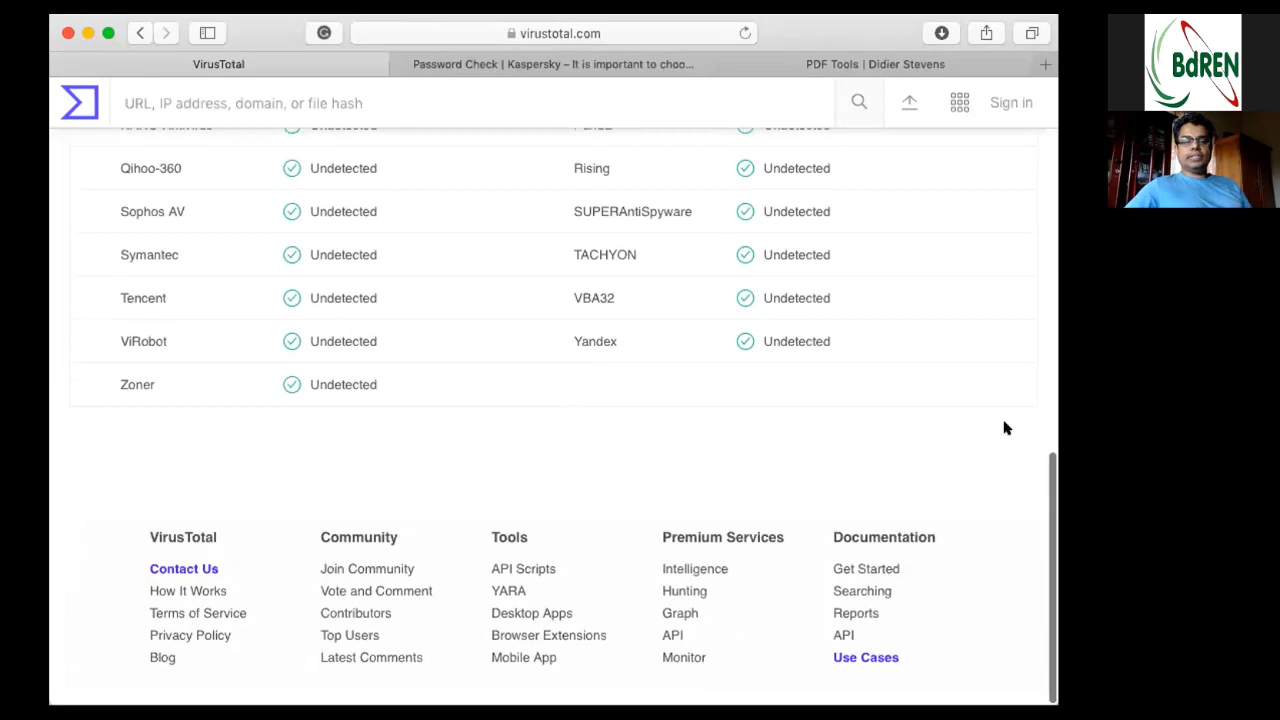 virustotal.com
VirusTotal
Password Check | Kaspersky – It is important to choo...
PDF Tools | Didier Stevens
URL, IP address, domain, or file hash
Sign in
Qihoo-360 Undetected Rising Undetected
Sophos AV Undetected SUPERAntiSpyware Undetected
Symantec Undetected TACHYON Undetected
Tencent Undetected VBA32 Undetected
ViRobot Undetected Yandex Undetected
Zoner Undetected
VirusTotal Community Tools Premium Services Documentation
Contact Us Join Community API Scripts Intelligence Get Started
How It Works Vote and Comment YARA Hunting Searching
Terms of Service Contributors Desktop Apps Graph Reports
Privacy Policy Top Users Browser Extensions API API
Blog Latest Comments Mobile App Monitor Use Cases
BdREN